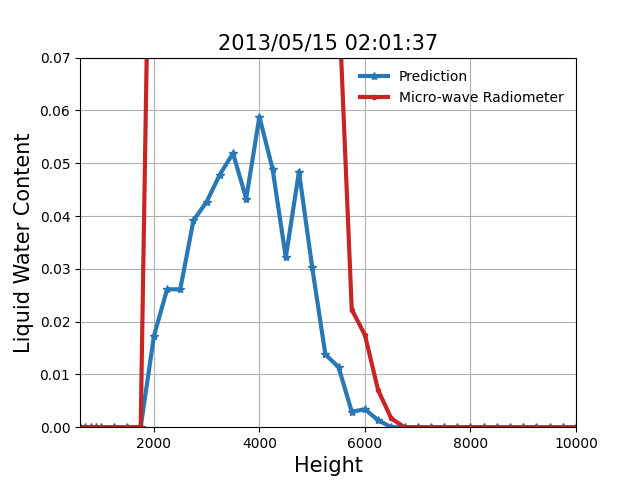 2013/05/15 02:01:37
Prediction
Micro-wave Radiometer
Liquid Water Content
0.07
0.06
0.05
0.04
0.03
0.02
0.01
0.00
2000 4000 6000 8000 10000
Height